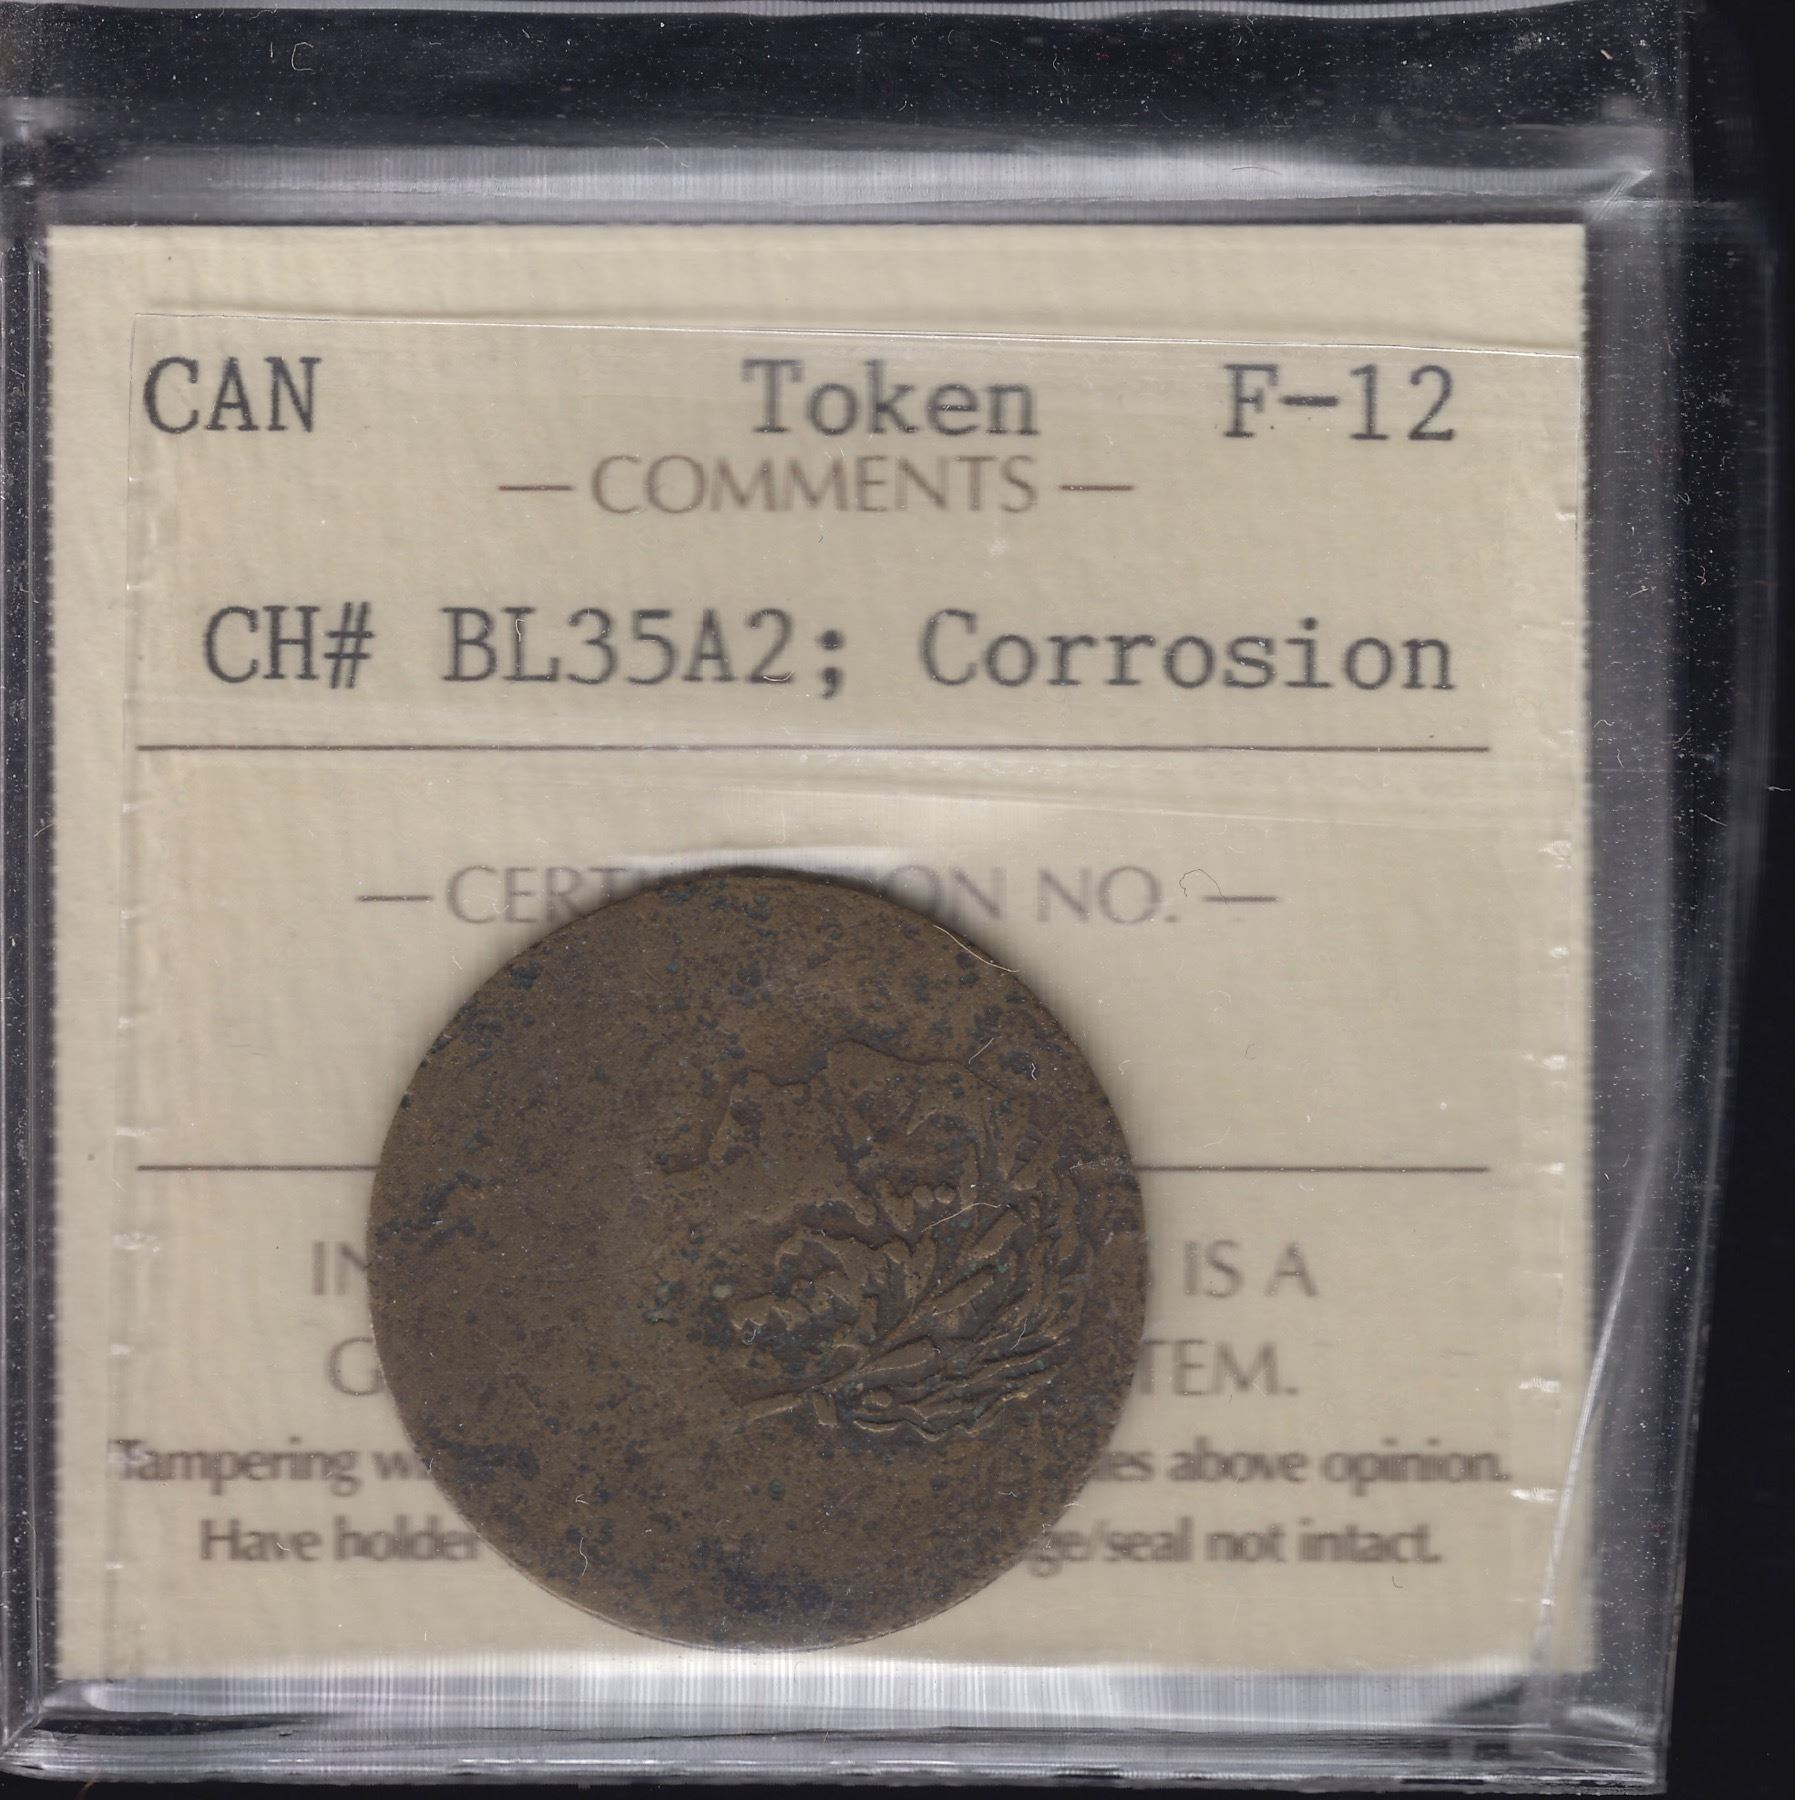 CAN Token F-12
— COMMENTS —
CH# BL35A2; Corrosion
— CERT ON NO. —
IN IS A
G TEM.
Tampering w es above opinion.
Have holder ge/seal not intact.